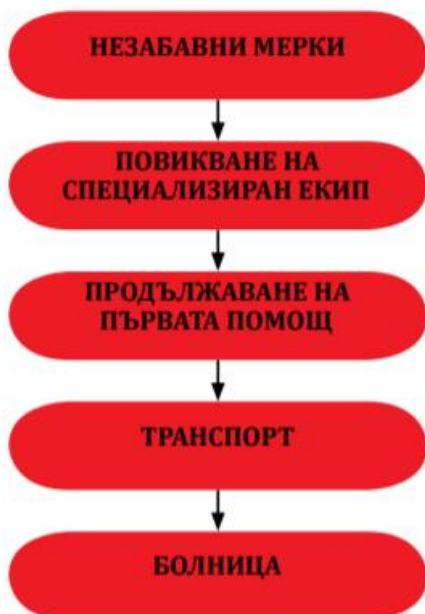 НЕЗАБАВНИ МЕРКИ
ПОВИКВАНЕ НА
СПЕЦИАЛИЗИРАН ЕКИП
ПРОДЪЛЖАВАНЕ НА
ПЪРВАТА ПОМОЩ
ТРАНСПОРТ
БОЛНИЦА